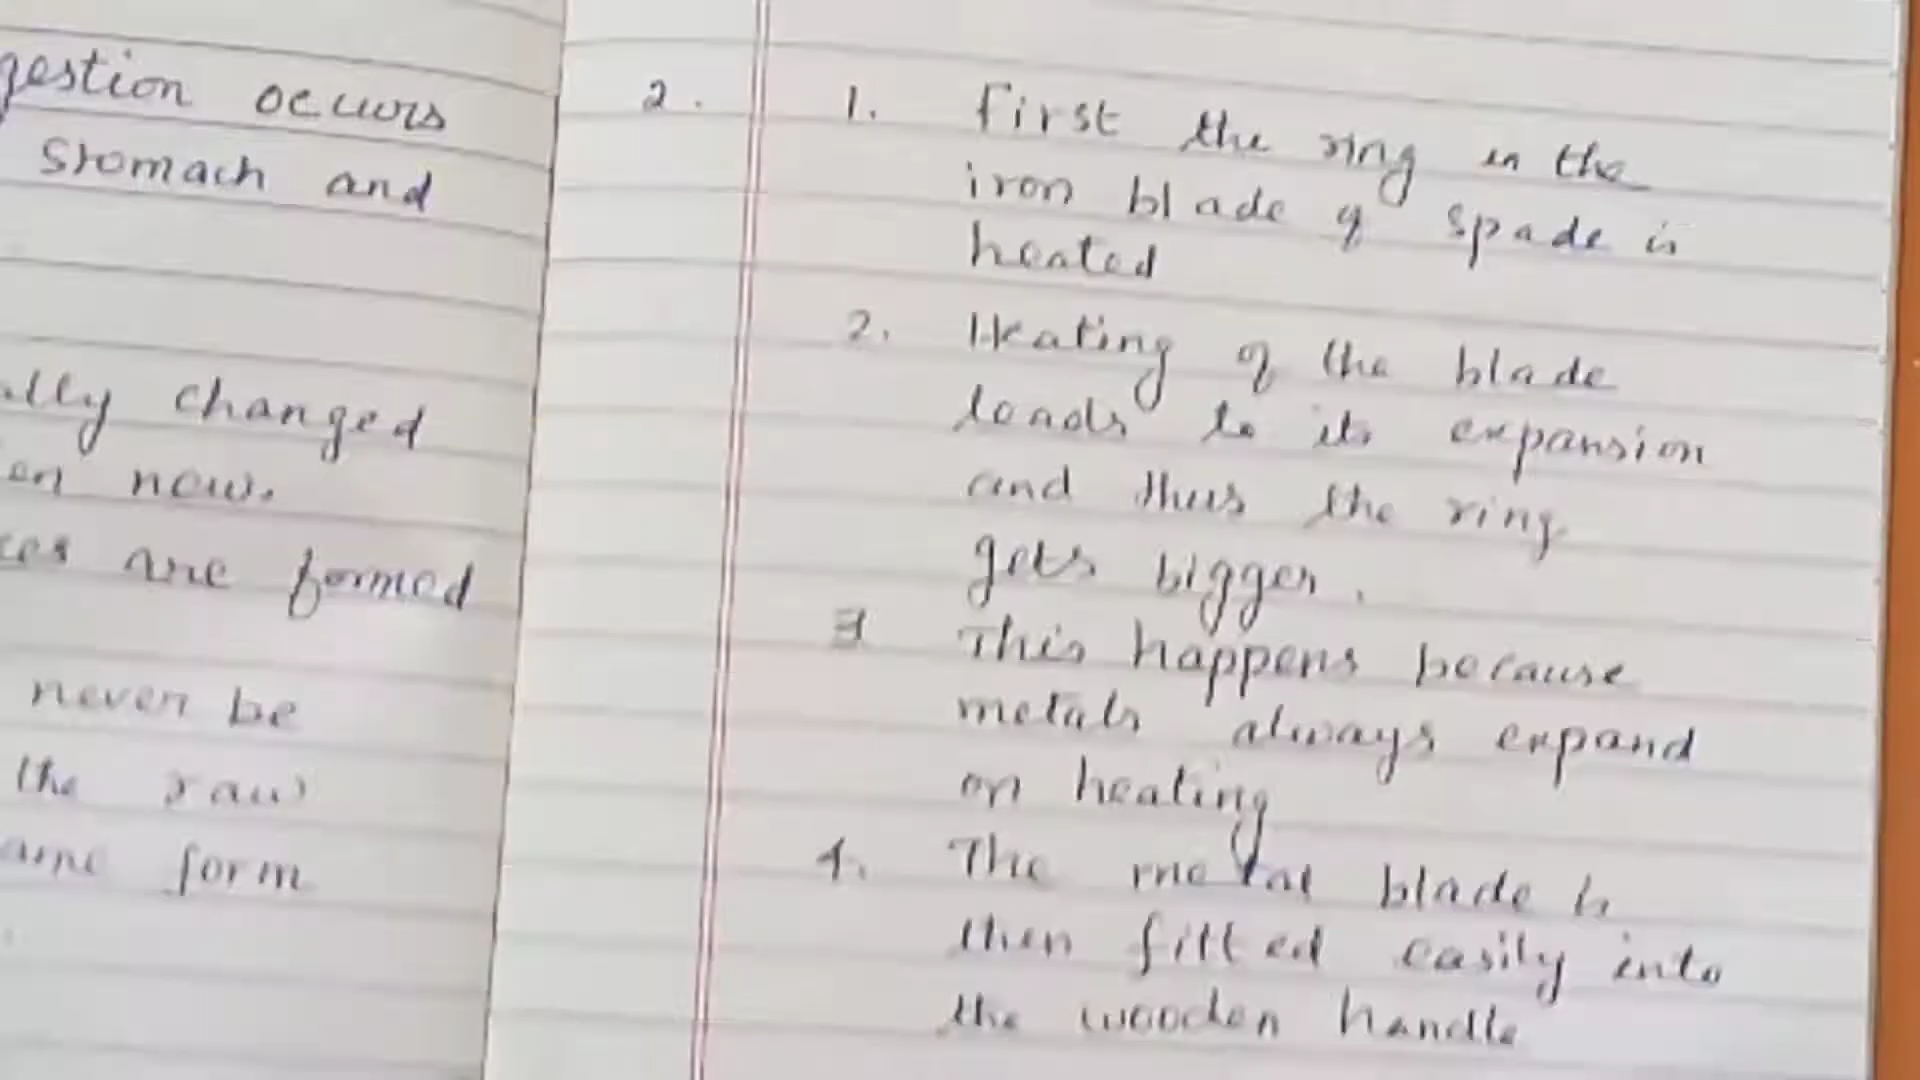 gestion occurs
stomach and
ally changed
en now.
ces are formed
never be
the raw
ame form
2.
1. First the ring in the
iron blade of spade is
heated
2. Heating of the blade
leads to its expansion
and thus the ring
gets bigger.
3 This happens because
metals always expand
on heating
4. The metal blade is
then fitted easily into
the wooden handle